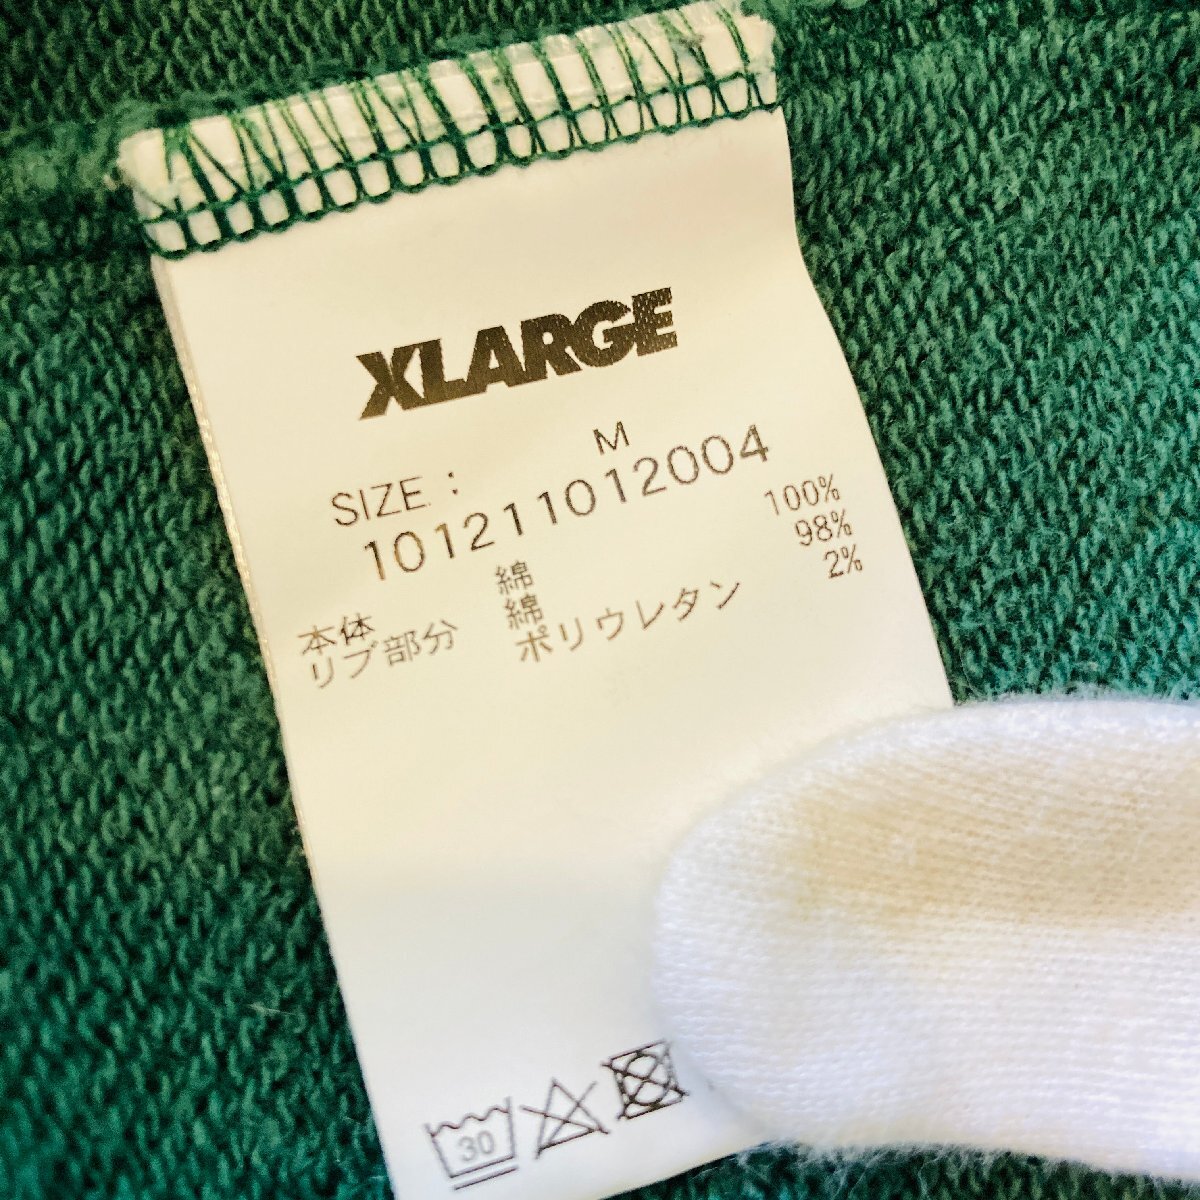 XLARGE
SIZE : M
101211012004
本体 綿 100%
リブ部分 綿 98%
ポリウレタン 2%
30